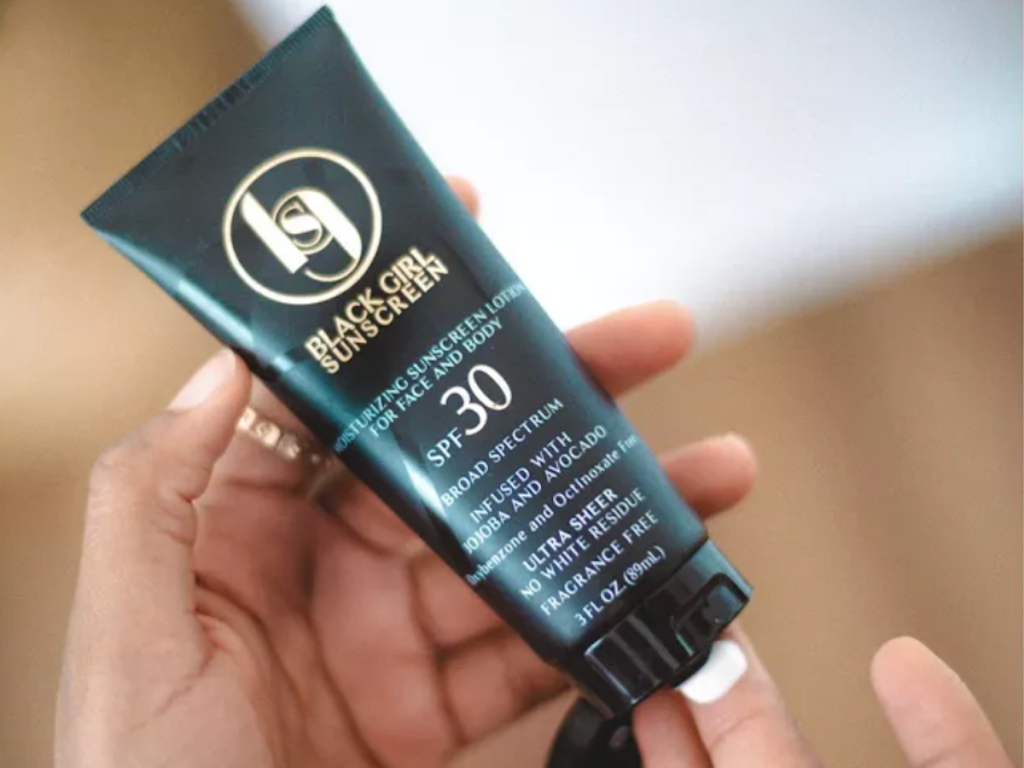 bsg
BLACK GIRL
SUNSCREEN
MOISTURIZING SUNSCREEN LOTION
FOR FACE AND BODY
SPF 30
BROAD SPECTRUM
INFUSED WITH
JOJOBA AND AVOCADO
Oxybenzone and Octinoxate Free
ULTRA SHEER
NO WHITE RESIDUE
FRAGRANCE FREE
3 FL OZ (89mL)